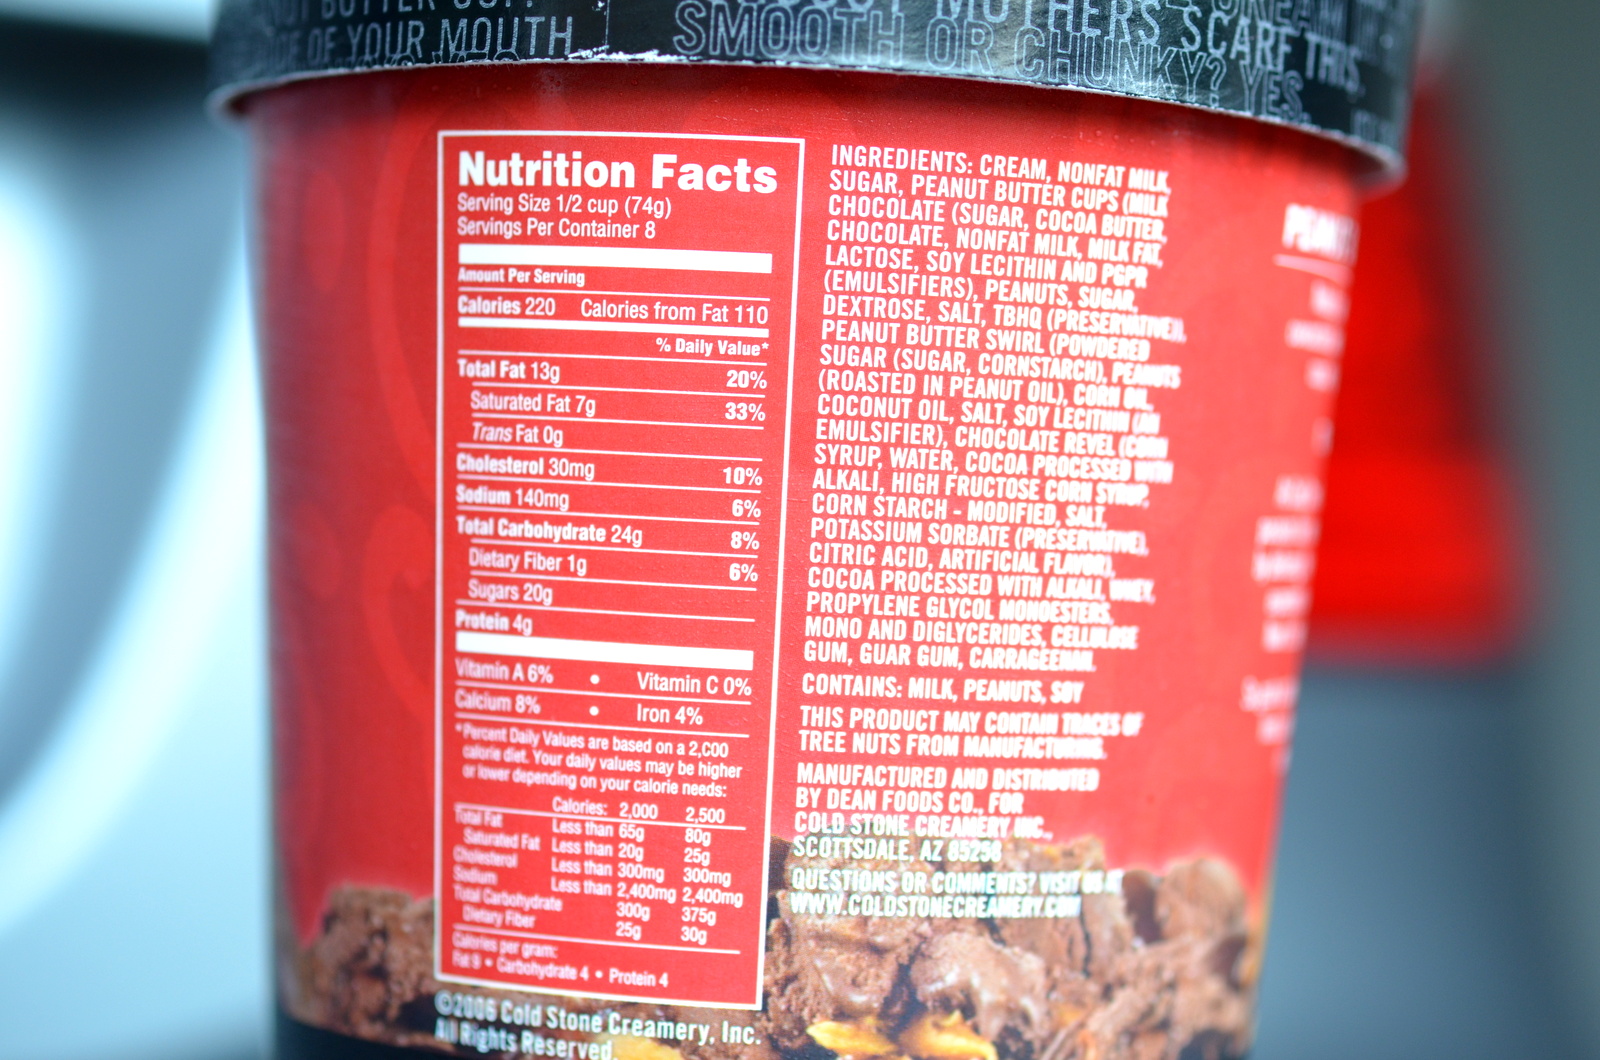 OF YOUR MOUTH
MOTHERS SCARF THIS.
SMOOTH OR CHUNKY? YES.
Nutrition Facts
Serving Size 1/2 cup (74g)
Servings Per Container 8
Amount Per Serving
Calories 220 Calories from Fat 110
% Daily Value*
Total Fat 13g 20%
Saturated Fat 7g 33%
Trans Fat 0g
Cholesterol 30mg 10%
Sodium 140mg 6%
Total Carbohydrate 24g 8%
Dietary Fiber 1g 6%
Sugars 20g
Protein 4g
Vitamin A 6% • Vitamin C 0%
Calcium 8% • Iron 4%
*Percent Daily Values are based on a 2,000
calorie diet. Your daily values may be higher
or lower depending on your calorie needs:
Calories: 2,000 2,500
Total Fat Less than 65g 80g
Saturated Fat Less than 20g 25g
Cholesterol Less than 300mg 300mg
Sodium Less than 2,400mg 2,400mg
Total Carbohydrate 300g 375g
Dietary Fiber 25g 30g
Calories per gram:
Fat 9 • Carbohydrate 4 • Protein 4
©2006 Cold Stone Creamery, Inc.
All Rights Reserved.
INGREDIENTS: CREAM, NONFAT MILK,
SUGAR, PEANUT BUTTER CUPS (MILK
CHOCOLATE (SUGAR, COCOA BUTTER,
CHOCOLATE, NONFAT MILK, MILK FAT,
LACTOSE, SOY LECITHIN AND PGPR
(EMULSIFIERS), PEANUTS, SUGAR,
DEXTROSE, SALT, TBHQ (PRESERVATIVE)),
PEANUT BUTTER SWIRL (POWDERED
SUGAR (SUGAR, CORNSTARCH), PEANUTS
(ROASTED IN PEANUT OIL), CORN OIL,
COCONUT OIL, SALT, SOY LECITHIN (AN
EMULSIFIER), CHOCOLATE REVEL (CORN
SYRUP, WATER, COCOA PROCESSED WITH
ALKALI, HIGH FRUCTOSE CORN SYRUP,
CORN STARCH - MODIFIED, SALT,
POTASSIUM SORBATE (PRESERVATIVE),
CITRIC ACID, ARTIFICIAL FLAVOR),
COCOA PROCESSED WITH ALKALI, WHEY,
PROPYLENE GLYCOL MONOESTERS,
MONO AND DIGLYCERIDES, CELLULOSE
GUM, GUAR GUM, CARRAGEENAN.
CONTAINS: MILK, PEANUTS, SOY
THIS PRODUCT MAY CONTAIN TRACES OF
TREE NUTS FROM MANUFACTURING.
MANUFACTURED AND DISTRIBUTED
BY DEAN FOODS CO., FOR
COLD STONE CREAMERY INC.,
SCOTTSDALE, AZ 85258
QUESTIONS OR COMMENTS? VISIT US AT
WWW.COLDSTONECREAMERY.COM